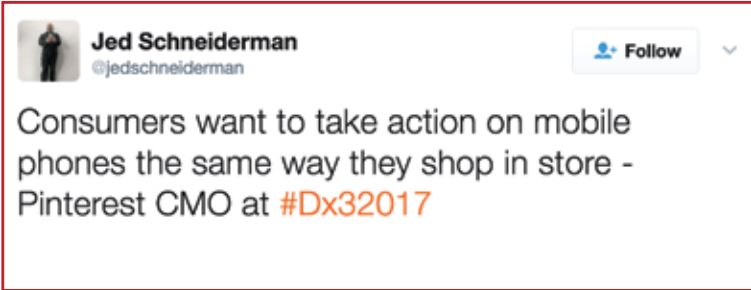 Jed Schneiderman
@jedschneiderman
Follow
Consumers want to take action on mobile
phones the same way they shop in store -
Pinterest CMO at #Dx32017